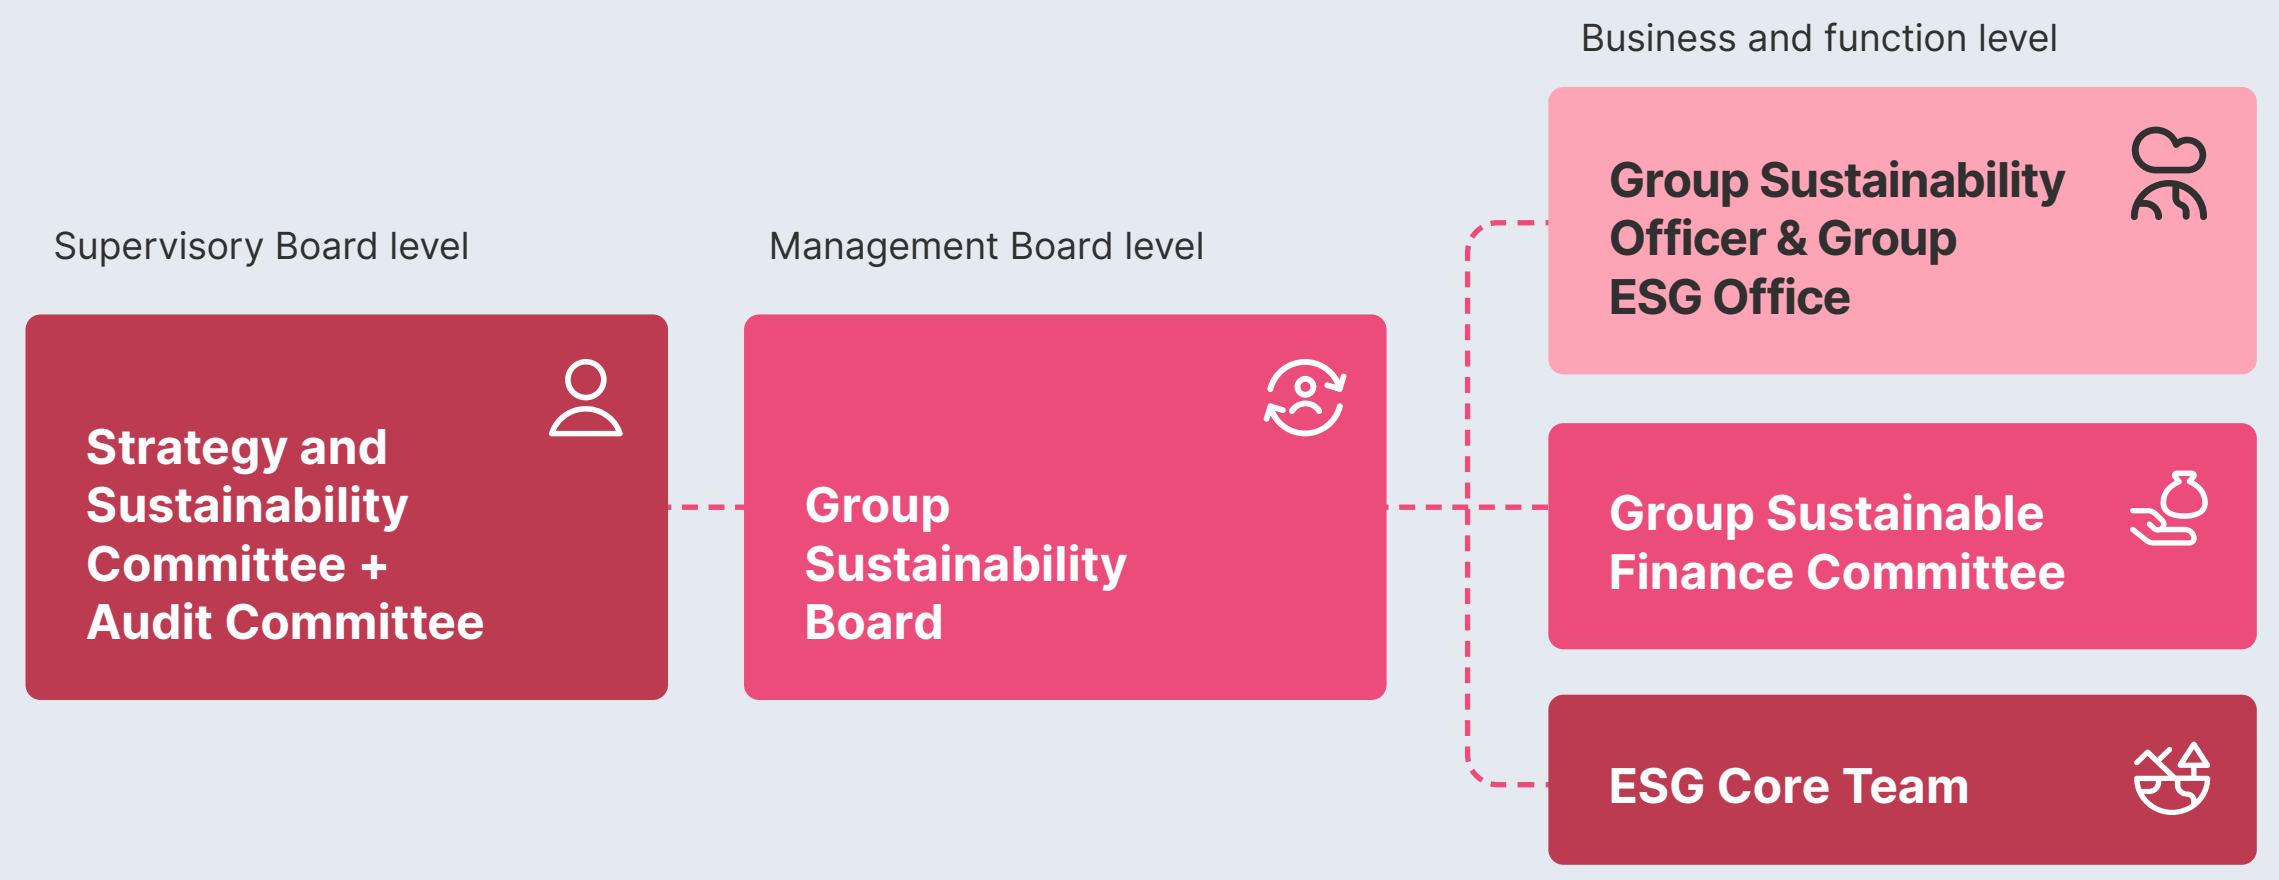 Supervisory Board level
Strategy and
Sustainability
Committee +
Audit Committee
Management Board level
Group
Sustainability
Board
Business and function level
Group Sustainability
Officer & Group
ESG Office
Group Sustainable
Finance Committee
ESG Core Team